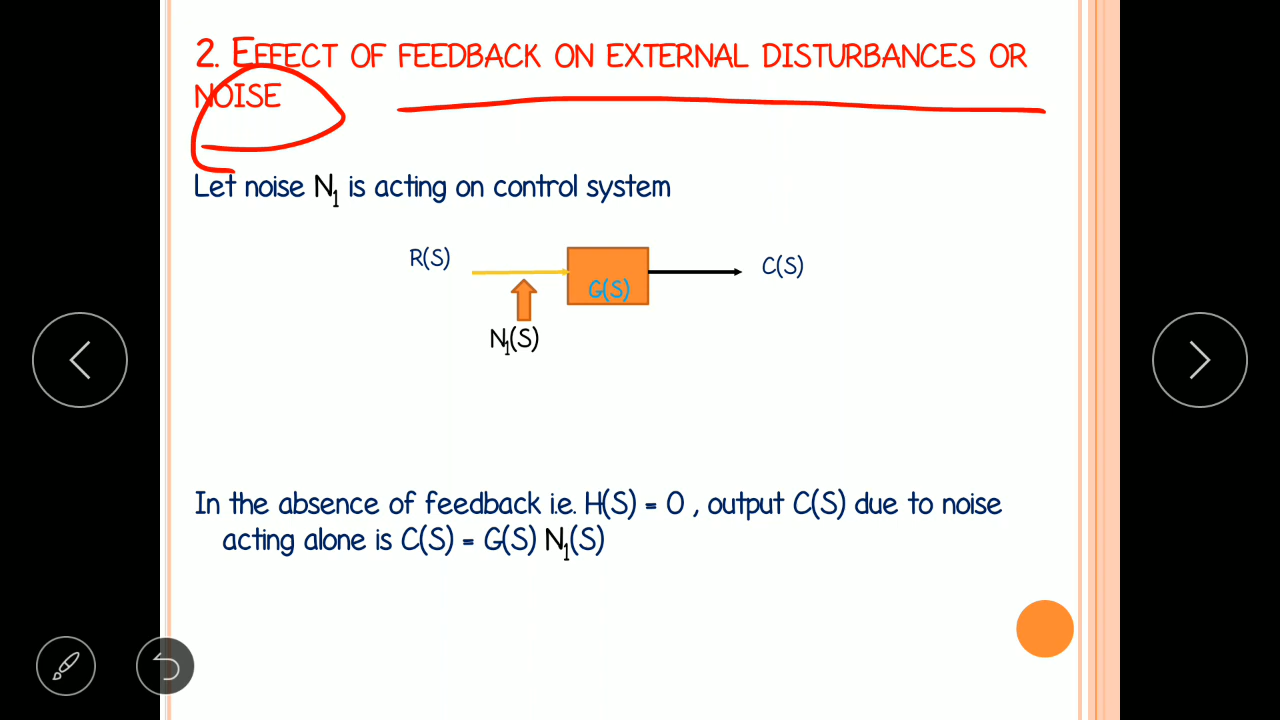 2. EFFECT OF FEEDBACK ON EXTERNAL DISTURBANCES OR
NOISE
Let noise N₁ is acting on control system
R(S)
G(S)
C(S)
N₁(S)
In the absence of feedback i.e. H(S) = 0 , output C(S) due to noise
acting alone is C(S) = G(S) N₁(S)